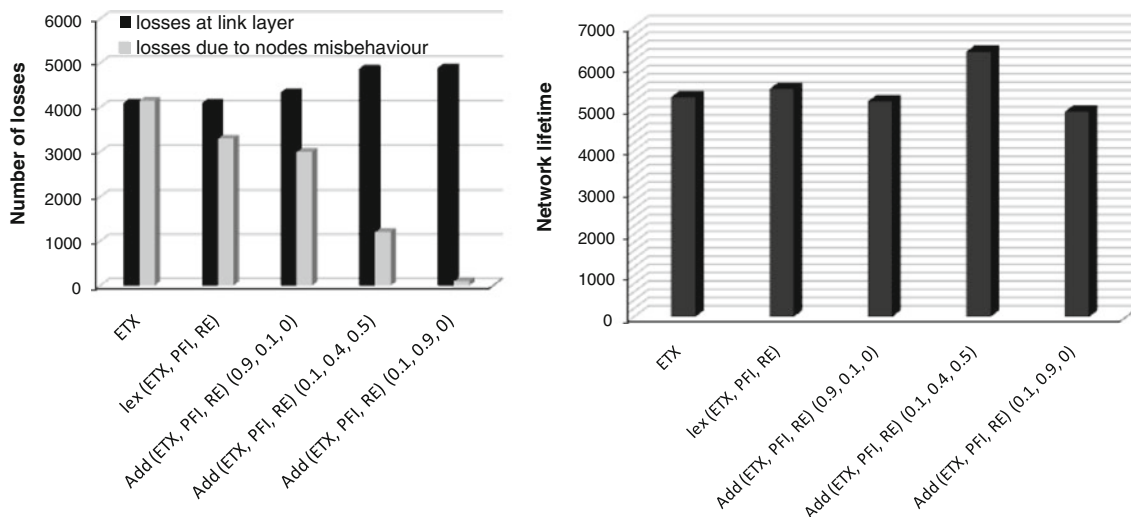 6000
5000
4000
3000
2000
1000
0
Number of losses
losses at link layer
losses due to nodes misbehaviour
ETX
lex (ETX, PFI, RE)
Add (ETX, PFI, RE) (0.9, 0.1, 0)
Add (ETX, PFI, RE) (0.1, 0.4, 0.5)
Add (ETX, PFI, RE) (0.1, 0.9, 0)
7000
6000
5000
4000
3000
2000
1000
0
Network lifetime
ETX
lex (ETX, PFI, RE)
Add (ETX, PFI, RE) (0.9, 0.1, 0)
Add (ETX, PFI, RE) (0.1, 0.4, 0.5)
Add (ETX, PFI, RE) (0.1, 0.9, 0)